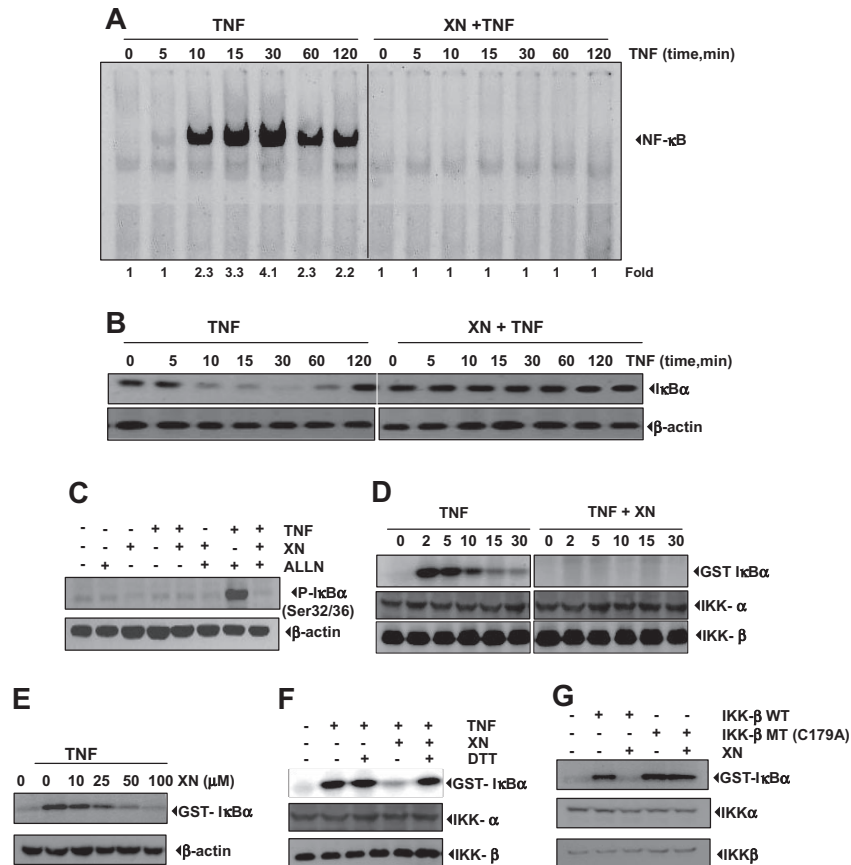 A
TNF XN +TNF
0 5 10 15 30 60 120 0 5 10 15 30 60 120 TNF (time,min)
◄NF-κB
1 1 2.3 3.3 4.1 2.3 2.2 1 1 1 1 1 1 1 Fold
B
TNF XN + TNF
0 5 10 15 30 60 120 0 5 10 15 30 60 120 TNF (time,min)
◄IκBα
◄β-actin
C
- - - + + - + + TNF
- - + - + + - + XN
- + - - - + + + ALLN
◄P-IκBα
(Ser32/36)
◄β-actin
D
TNF TNF + XN
0 2 5 10 15 30 0 2 5 10 15 30
◄GST IκBα
◄IKK- α
◄IKK- β
E
TNF
0 0 10 25 50 100 XN (μM)
◄GST- IκBα
◄β-actin
F
- + + + + TNF
- - - + + XN
- - + - + DTT
◄GST- IκBα
◄IKK- α
◄IKK- β
G
- + + - - IKK-β WT
- - - + + IKK-β MT (C179A)
- - + - + XN
◄GST-IκBα
◄IKKα
◄IKKβ